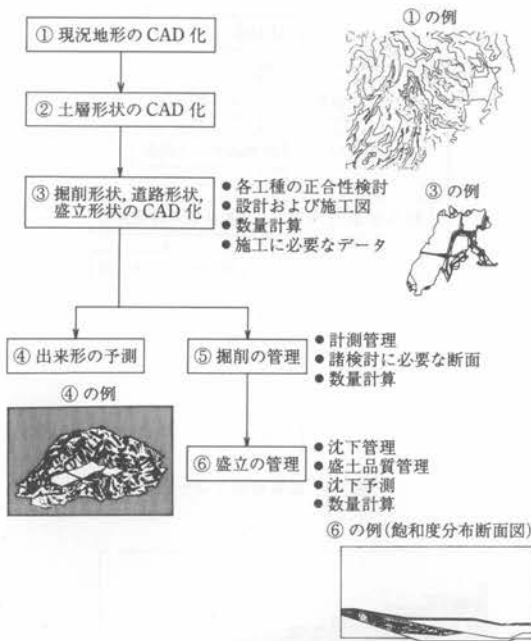 ① 現況地形の CAD 化
① の例
② 土層形状の CAD 化
③ 掘削形状, 道路形状,
盛立形状の CAD 化
● 各工種の正合性検討
● 設計および施工図
● 数量計算
● 施工に必要なデータ
③ の例
④ 出来形の予測
④ の例
⑤ 掘削の管理
● 計測管理
● 諸検討に必要な断面
● 数量計算
⑥ 盛立の管理
● 沈下管理
● 盛土品質管理
● 沈下予測
● 数量計算
⑥ の例(飽和度分布断面図)